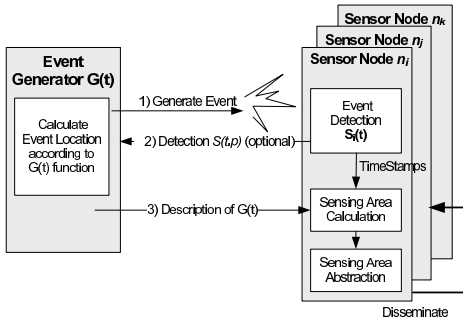 Sensor Node nk
Sensor Node nj
Sensor Node ni
Event
Generator G(t)
Calculate
Event Location
according to
G(t) function
1) Generate Event
2) Detection S(t,p) (optional)
3) Description of G(t)
Event
Detection
Si(t)
TimeStamps
Sensing Area
Calculation
Sensing Area
Abstraction
Disseminate